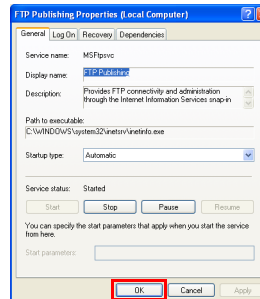 FTP Publishing Properties (Local Computer)
General Log On Recovery Dependencies
Service name: MSFtpsvc
Display name: FTP Publishing
Description: Provides FTP connectivity and administration
through the Internet Information Services snap-in
Path to executable:
C:\WINDOWS\system32\inetsrv\inetinfo.exe
Startup type: Automatic
Service status: Started
Start Stop Pause Resume
You can specify the start parameters that apply when you start the service
from here.
Start parameters:
OK Cancel Apply